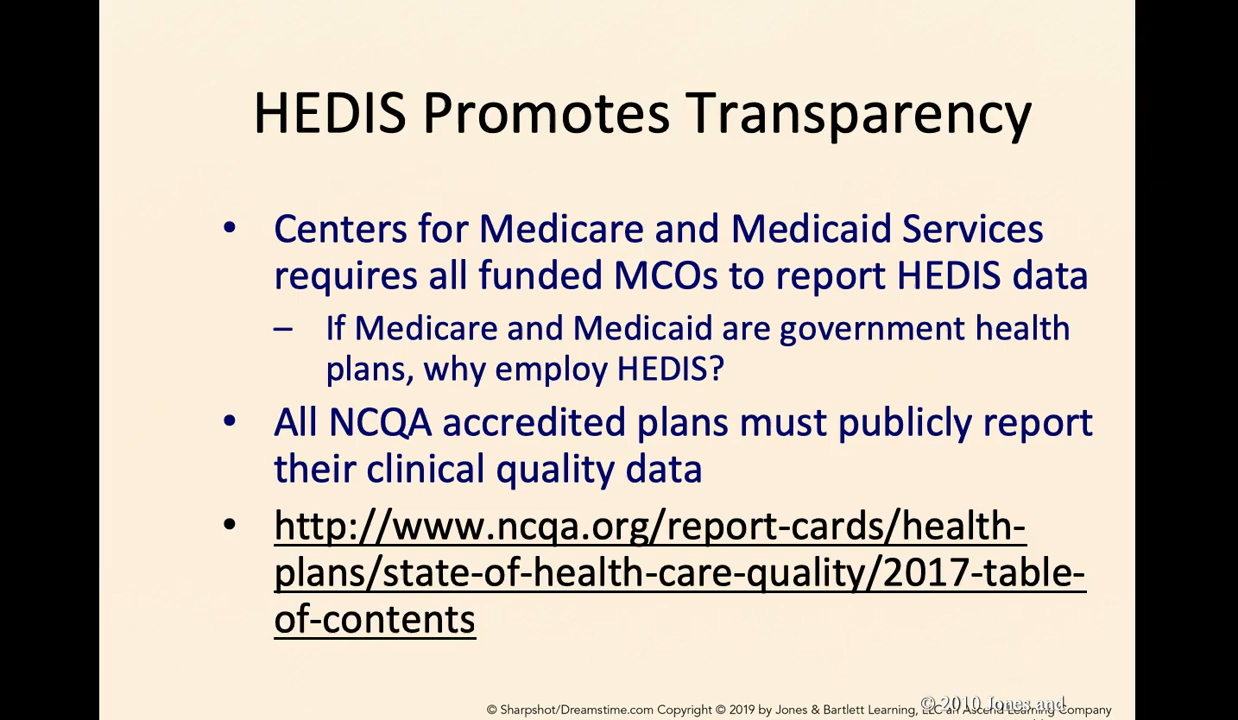 HEDIS Promotes Transparency
• Centers for Medicare and Medicaid Services
requires all funded MCOs to report HEDIS data
– If Medicare and Medicaid are government health
plans, why employ HEDIS?
• All NCQA accredited plans must publicly report
their clinical quality data
• http://www.ncqa.org/report-cards/health-
plans/state-of-health-care-quality/2017-table-
of-contents
© Sharpshot/Dreamstime.com Copyright © 2019 by Jones & Bartlett Learning, LLC an Ascend Learning Company
© 2010 Jones and